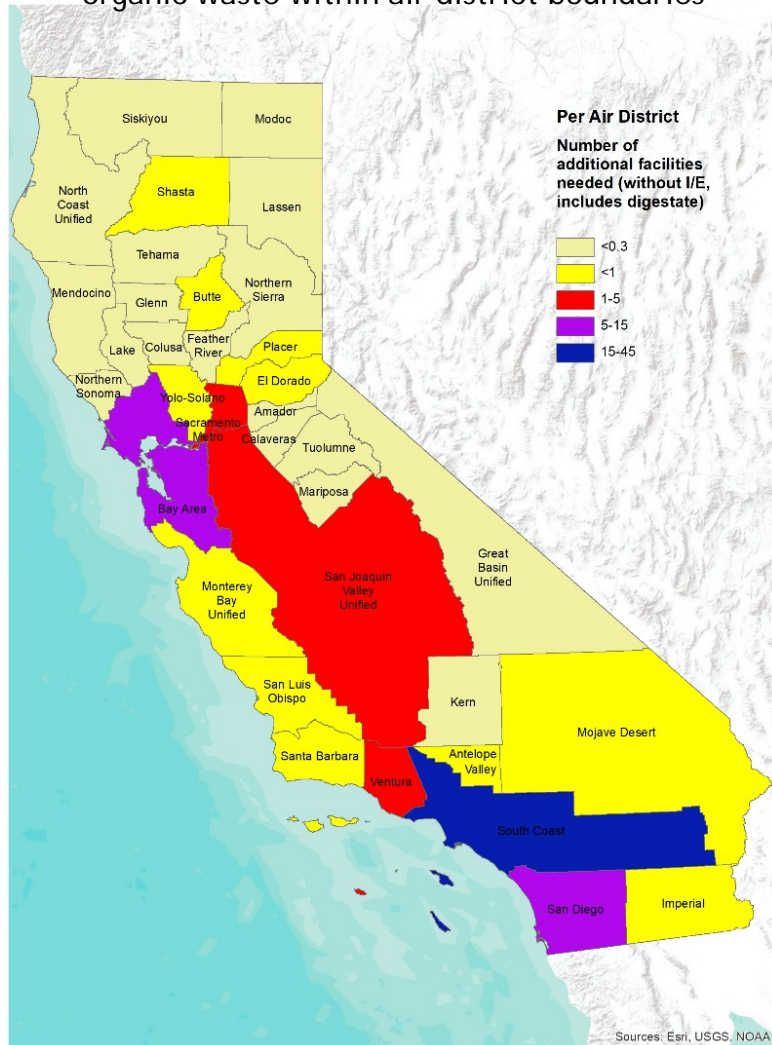 organic waste within air district boundaries
Per Air District
Number of
additional facilities
needed (without I/E,
includes digestate)
<0.3
<1
1-5
5-15
15-45
Siskiyou
Modoc
North
Coast
Unified
Shasta
Lassen
Tehama
Mendocino
Glenn
Butte
Northern
Sierra
Lake
Colusa
Feather
River
Placer
Northern
Sonoma
Yolo-Solano
El Dorado
Sacramento
Metro
Amador
Calaveras
Tuolumne
Mariposa
Bay Area
Monterey
Bay
Unified
San Joaquin
Valley
Unified
Great
Basin
Unified
San Luis
Obispo
Kern
Mojave Desert
Santa Barbara
Ventura
Antelope
Valley
South Coast
San Diego
Imperial
Sources: Esri, USGS, NOAA